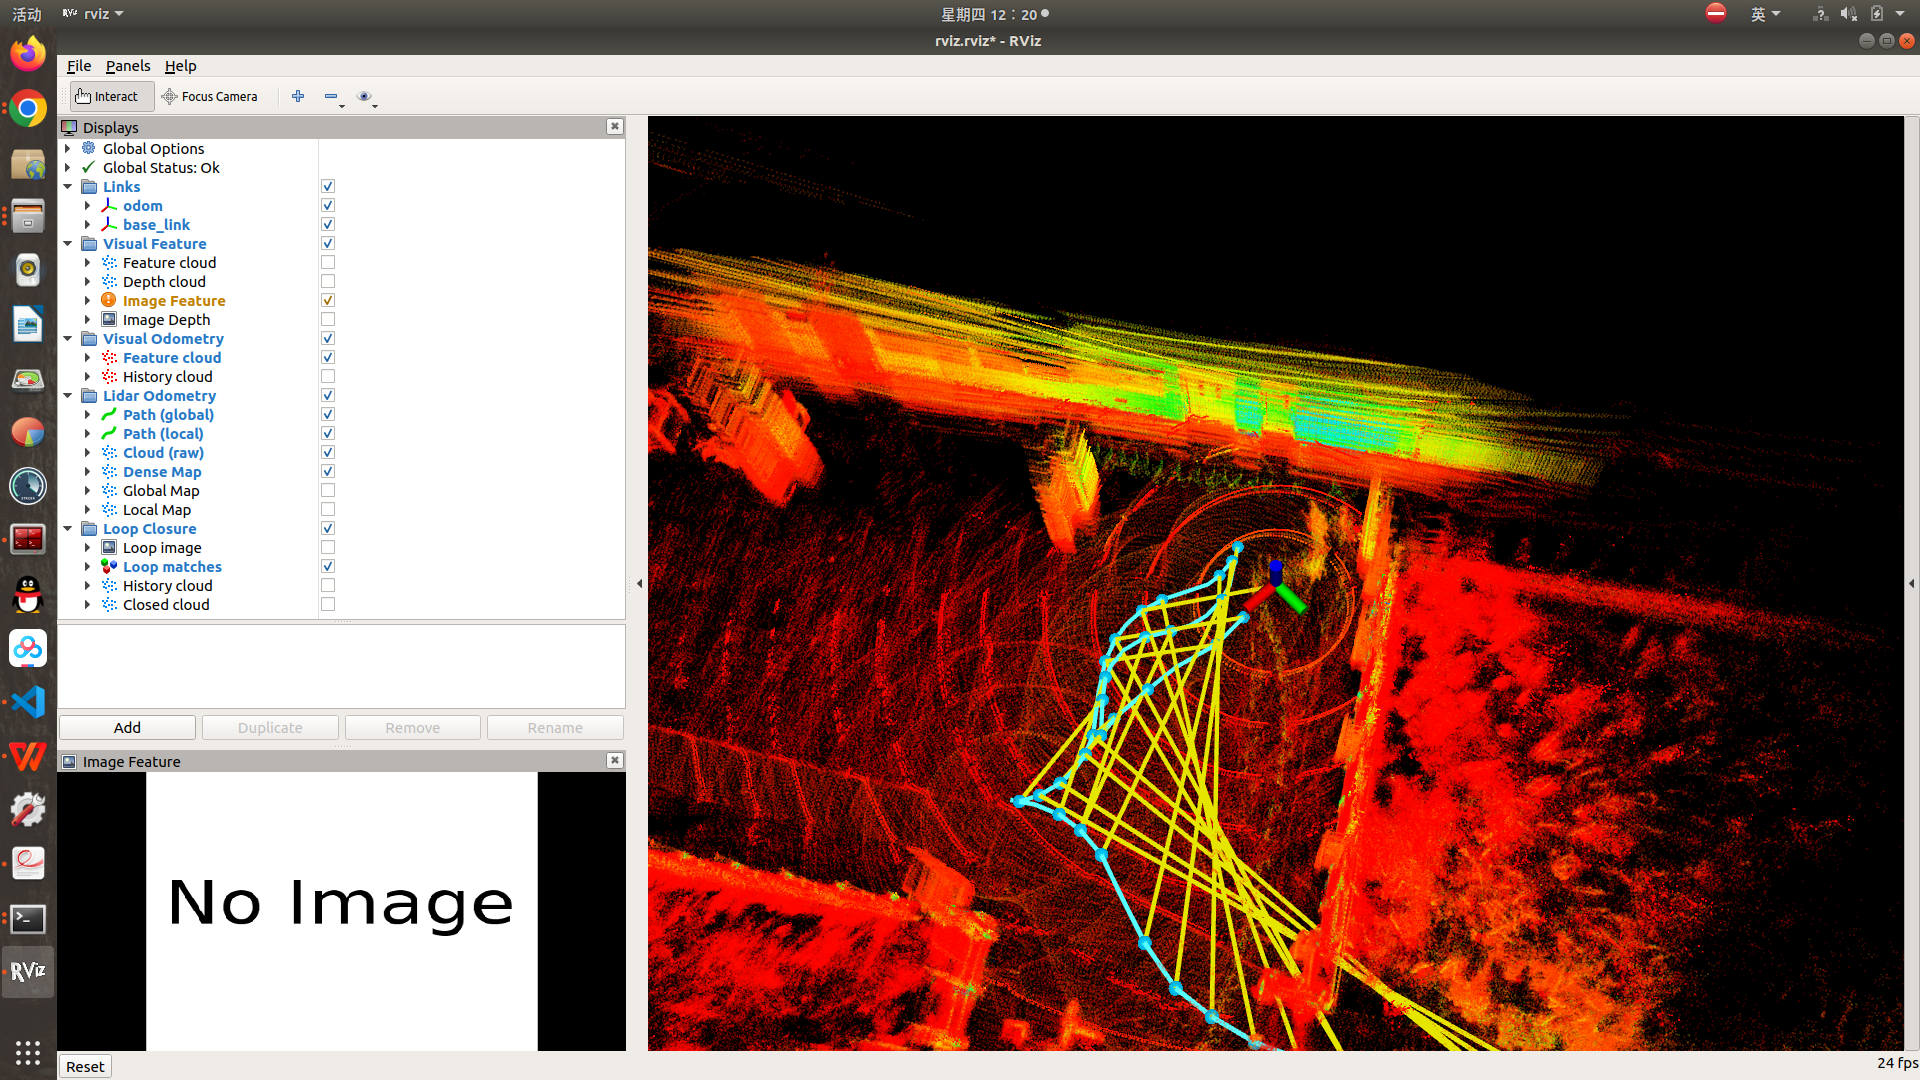 活动 RViz rviz 星期四 12：20 英
rviz.rviz* - RViz
File Panels Help
Interact Focus Camera
Displays
Global Options
Global Status: Ok
Links
odom
base_link
Visual Feature
Feature cloud
Depth cloud
Image Feature
Image Depth
Visual Odometry
Feature cloud
History cloud
Lidar Odometry
Path (global)
Path (local)
Cloud (raw)
Dense Map
Global Map
Local Map
Loop Closure
Loop image
Loop matches
History cloud
Closed cloud
Add Duplicate Remove Rename
Image Feature
No Image
RViz
Reset
24 fps